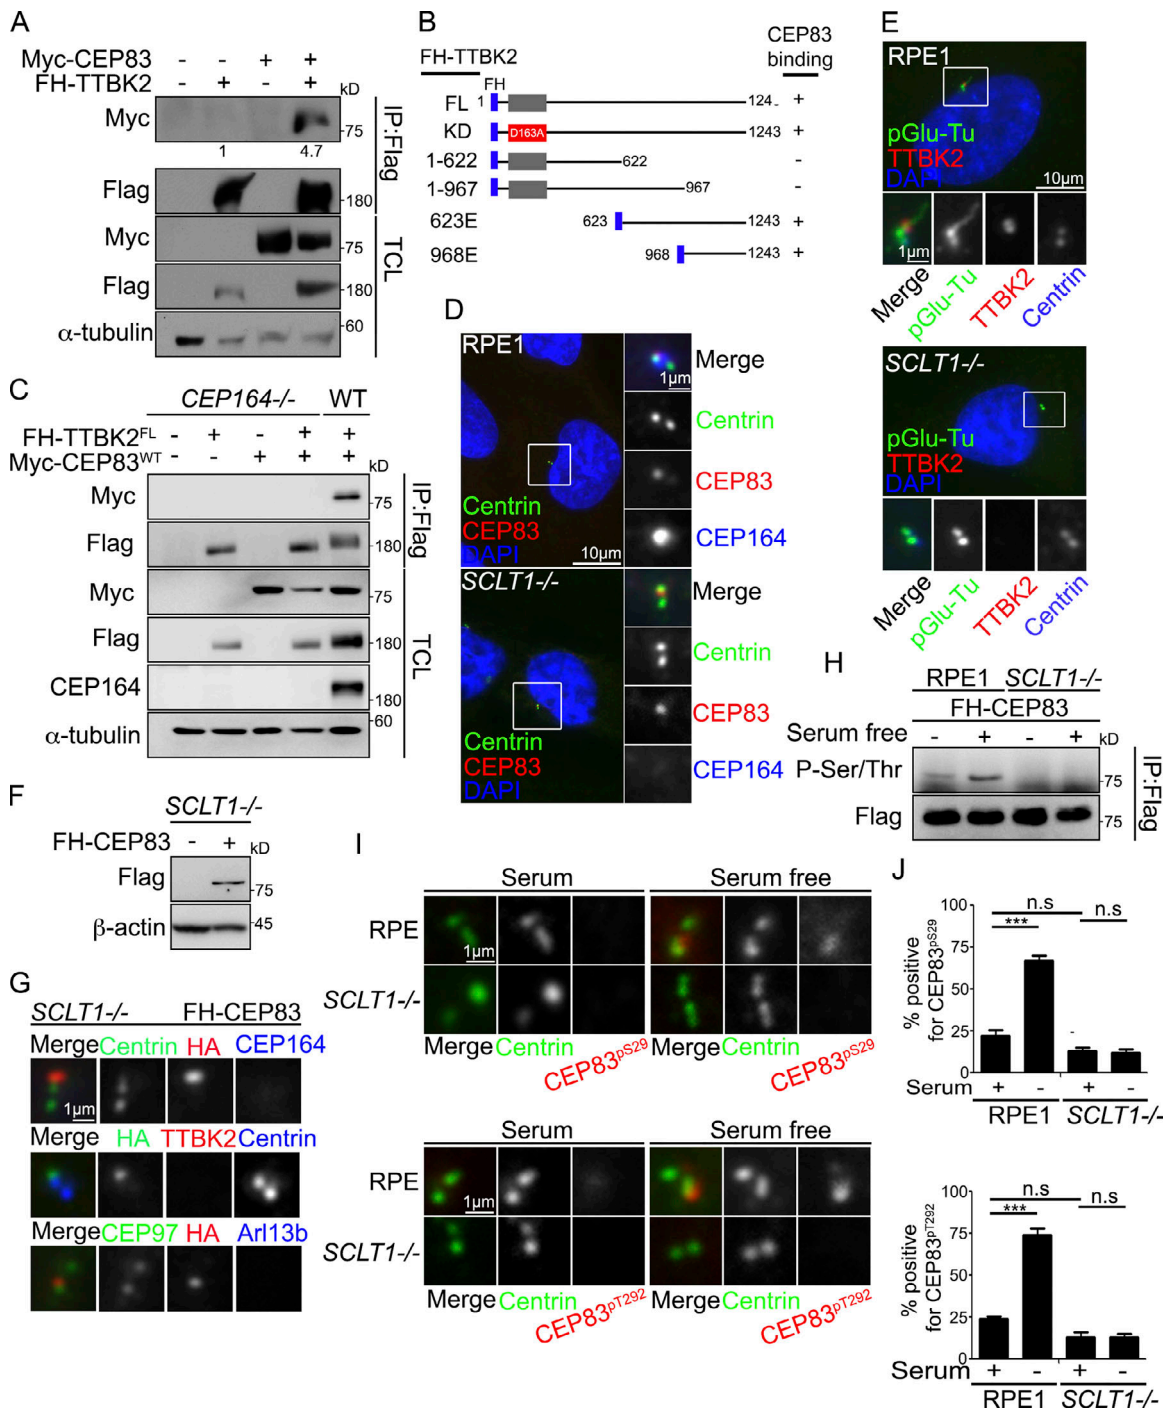 A
Myc-CEP83 - - + +
FH-TTBK2 - + - +
kD
Myc
75
1 4.7
Flag
180
IP:Flag
Myc
75
Flag
180
α-tubulin
60
TCL
B
FH-TTBK2
CEP83 binding
FH
FL 1 124- +
KD D163A 1243 +
1-622 622 -
1-967 967 -
623E 623 1243 +
968E 968 1243 +
C
CEP164-/- WT
FH-TTBK2FL - + - + +
Myc-CEP83WT - - + + +
kD
Myc
75
Flag
180
IP:Flag
Myc
75
Flag
180
CEP164
180
α-tubulin
60
TCL
D
RPE1
Centrin
CEP83
DAPI
10µm
Merge
1µm
Centrin
CEP83
CEP164
SCLT1-/-
Centrin
CEP83
DAPI
Merge
Centrin
CEP83
CEP164
E
RPE1
pGlu-Tu
TTBK2
DAPI
10µm
1µm
Merge
pGlu-Tu
TTBK2
Centrin
SCLT1-/-
pGlu-Tu
TTBK2
DAPI
Merge
pGlu-Tu
TTBK2
Centrin
F
SCLT1-/-
FH-CEP83 - +
kD
Flag
75
β-actin
45
G
SCLT1-/- FH-CEP83
Merge Centrin HA CEP164
1µm
Merge HA TTBK2 Centrin
Merge CEP97 HA Arl13b
H
RPE1 SCLT1-/-
FH-CEP83
Serum free - + - +
kD
P-Ser/Thr
75
Flag
75
IP:Flag
I
Serum Serum free
RPE
1µm
SCLT1-/-
Merge Centrin CEP83pS29 Merge Centrin CEP83pS29
Serum Serum free
RPE
1µm
SCLT1-/-
Merge Centrin CEP83pT292 Merge Centrin CEP83pT292
J
% positive for CEP83pS29
100
75
50
25
0
n.s
***
n.s
Serum + - + -
RPE1 SCLT1-/-
% positive for CEP83pT292
100
75
50
25
0
n.s
***
n.s
Serum + - + -
RPE1 SCLT1-/-